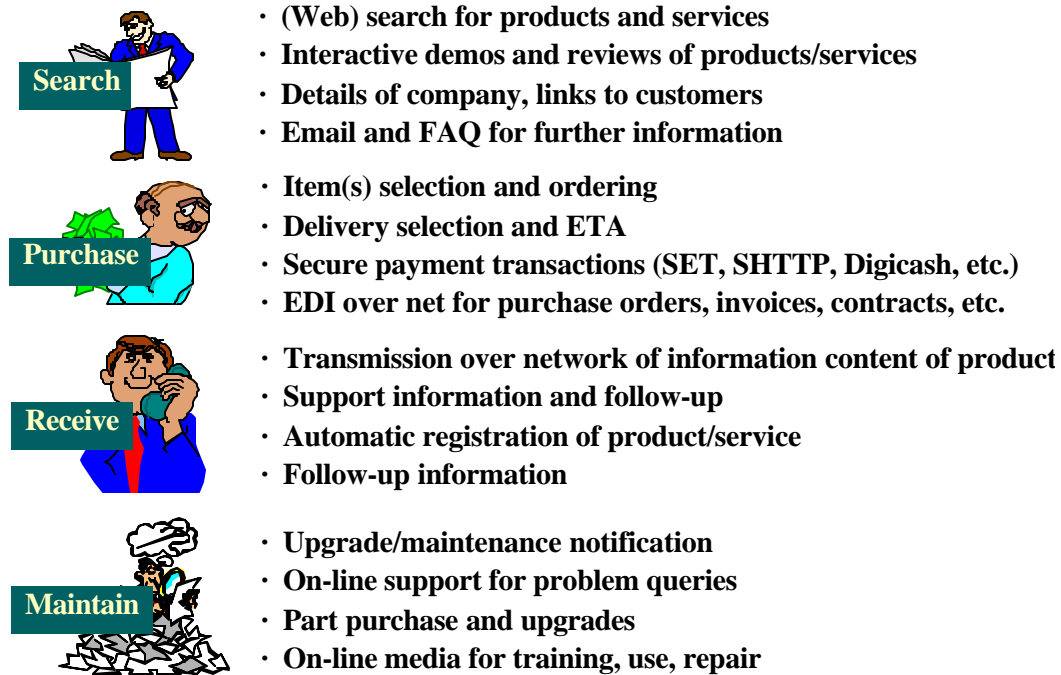 Search
· (Web) search for products and services
· Interactive demos and reviews of products/services
· Details of company, links to customers
· Email and FAQ for further information
Purchase
· Item(s) selection and ordering
· Delivery selection and ETA
· Secure payment transactions (SET, SHTTP, Digicash, etc.)
· EDI over net for purchase orders, invoices, contracts, etc.
Receive
· Transmission over network of information content of product
· Support information and follow-up
· Automatic registration of product/service
· Follow-up information
Maintain
· Upgrade/maintenance notification
· On-line support for problem queries
· Part purchase and upgrades
· On-line media for training, use, repair